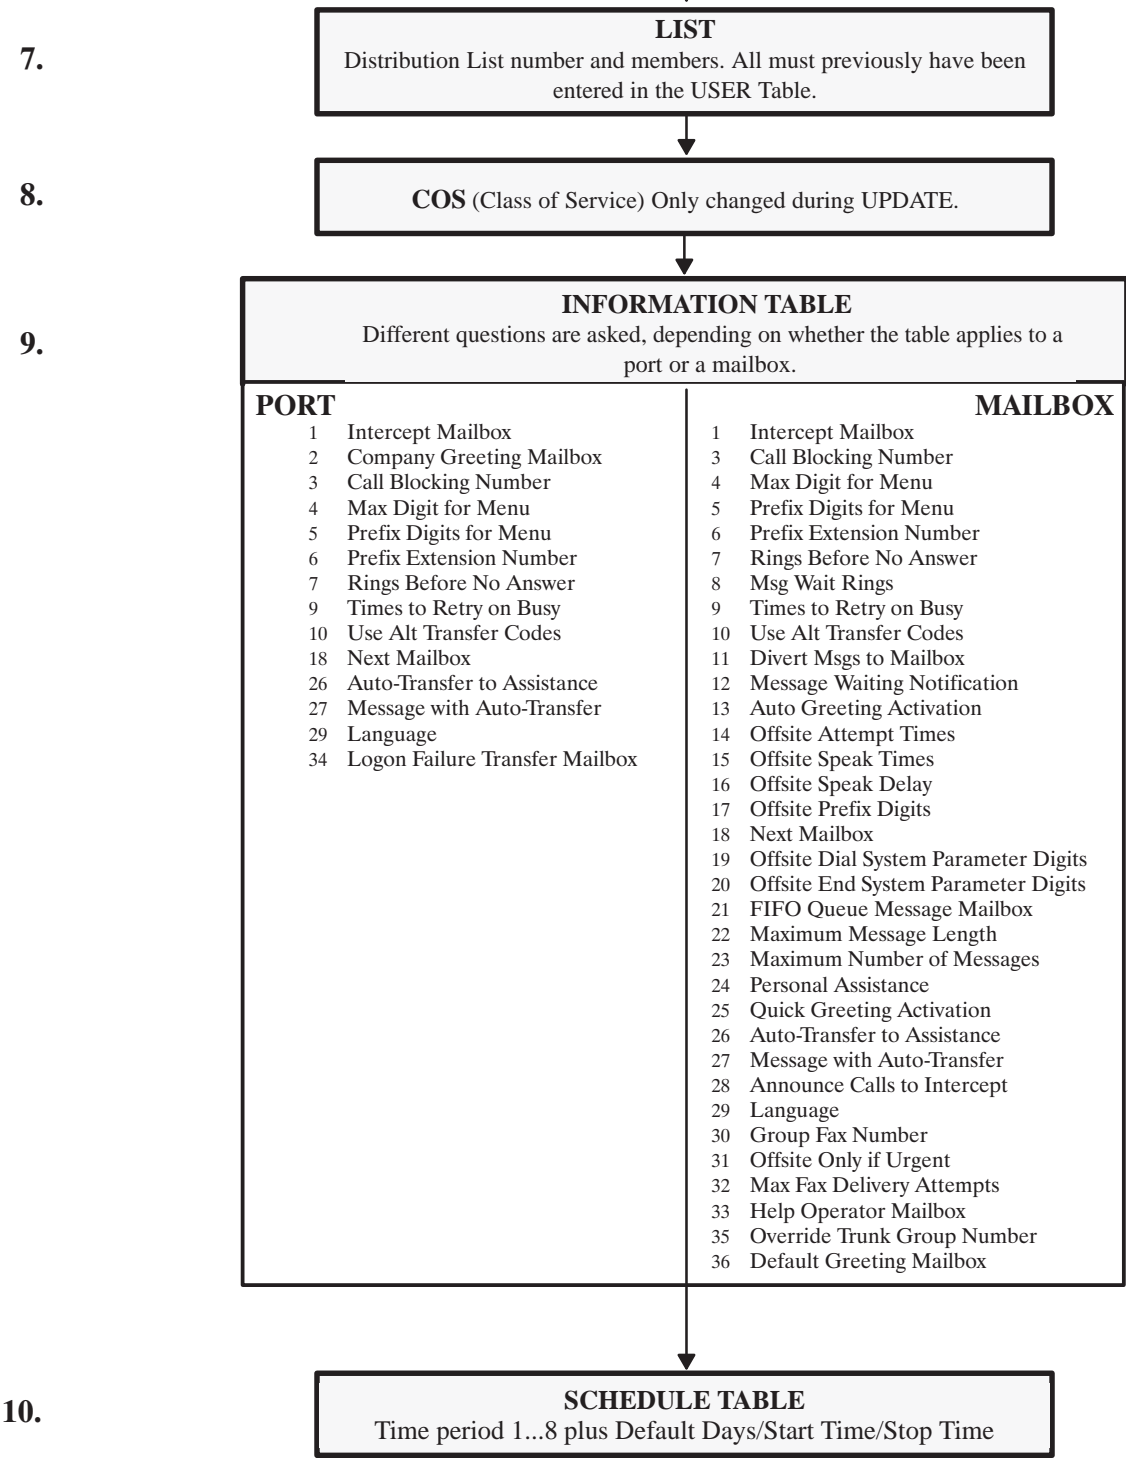 7.
LIST
Distribution List number and members. All must previously have been
entered in the USER Table.
8.
COS (Class of Service) Only changed during UPDATE.
9.
INFORMATION TABLE
Different questions are asked, depending on whether the table applies to a
port or a mailbox.
PORT
1 Intercept Mailbox
2 Company Greeting Mailbox
3 Call Blocking Number
4 Max Digit for Menu
5 Prefix Digits for Menu
6 Prefix Extension Number
7 Rings Before No Answer
9 Times to Retry on Busy
10 Use Alt Transfer Codes
18 Next Mailbox
26 Auto-Transfer to Assistance
27 Message with Auto-Transfer
29 Language
34 Logon Failure Transfer Mailbox
MAILBOX
1 Intercept Mailbox
3 Call Blocking Number
4 Max Digit for Menu
5 Prefix Digits for Menu
6 Prefix Extension Number
7 Rings Before No Answer
8 Msg Wait Rings
9 Times to Retry on Busy
10 Use Alt Transfer Codes
11 Divert Msgs to Mailbox
12 Message Waiting Notification
13 Auto Greeting Activation
14 Offsite Attempt Times
15 Offsite Speak Times
16 Offsite Speak Delay
17 Offsite Prefix Digits
18 Next Mailbox
19 Offsite Dial System Parameter Digits
20 Offsite End System Parameter Digits
21 FIFO Queue Message Mailbox
22 Maximum Message Length
23 Maximum Number of Messages
24 Personal Assistance
25 Quick Greeting Activation
26 Auto-Transfer to Assistance
27 Message with Auto-Transfer
28 Announce Calls to Intercept
29 Language
30 Group Fax Number
31 Offsite Only if Urgent
32 Max Fax Delivery Attempts
33 Help Operator Mailbox
35 Override Trunk Group Number
36 Default Greeting Mailbox
10.
SCHEDULE TABLE
Time period 1...8 plus Default Days/Start Time/Stop Time